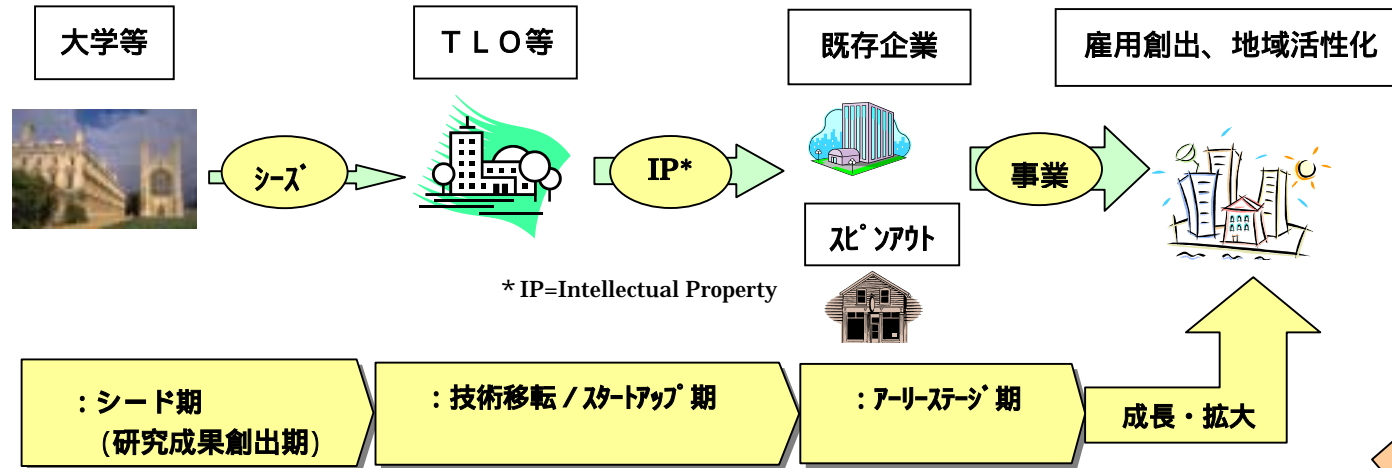 大学等
ＴＬＯ等
既存企業
雇用創出、地域活性化
ｼｰｽﾞ
IP*
事業
ｽﾋﾟﾝｱｳﾄ
* IP=Intellectual Property
：シード期
(研究成果創出期)
：技術移転／ｽﾀｰﾄｱｯﾌﾟ期
：ｱｰﾘｰｽﾃｰｼﾞ期
成長・拡大